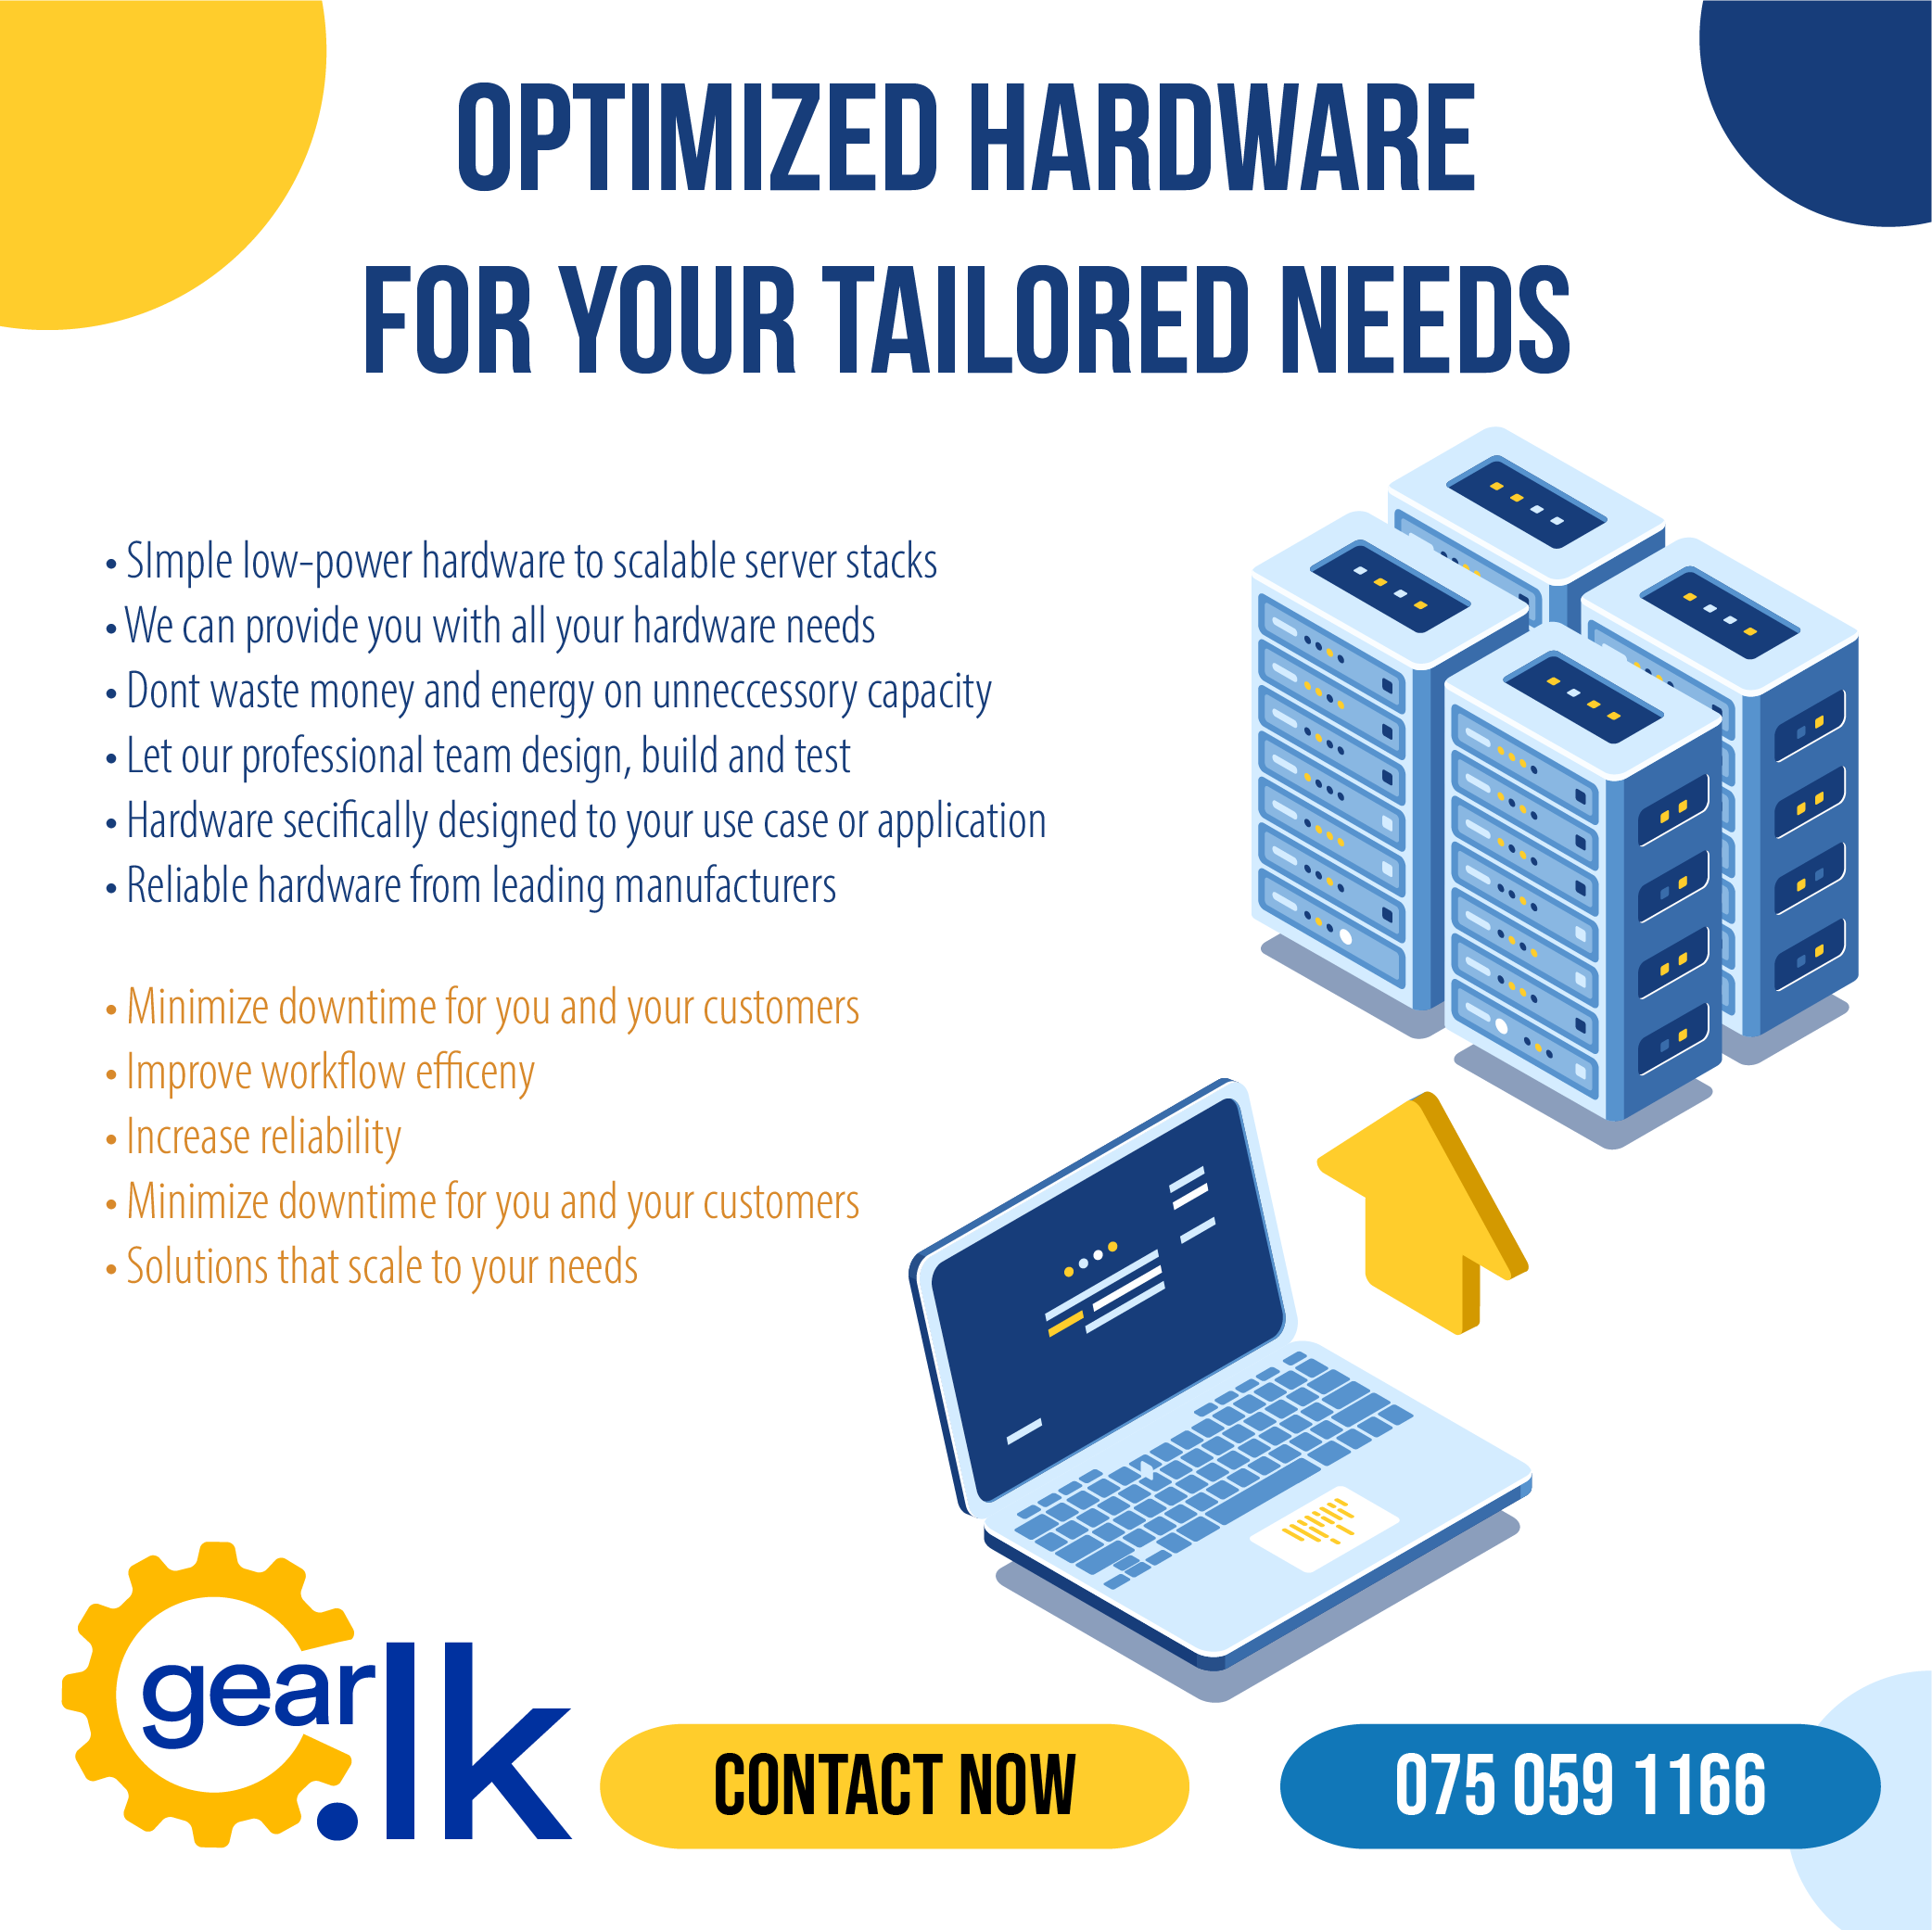 OPTIMIZED HARDWARE
FOR YOUR TAILORED NEEDS
• SImple low-power hardware to scalable server stacks
• We can provide you with all your hardware needs
• Dont waste money and energy on unneccessory capacity
• Let our professional team design, build and test
• Hardware secifically designed to your use case or application
• Reliable hardware from leading manufacturers
• Minimize downtime for you and your customers
• Improve workflow efficeny
• Increase reliability
• Minimize downtime for you and your customers
• Solutions that scale to your needs
gear.lk
CONTACT NOW
075 059 1166